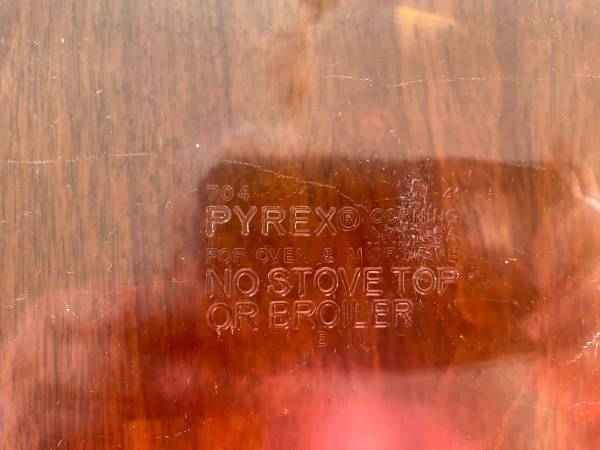 704
PYREX® CORNING
FOR OVEN & MICROWAVE
NO STOVE TOP
OR BROILER
B